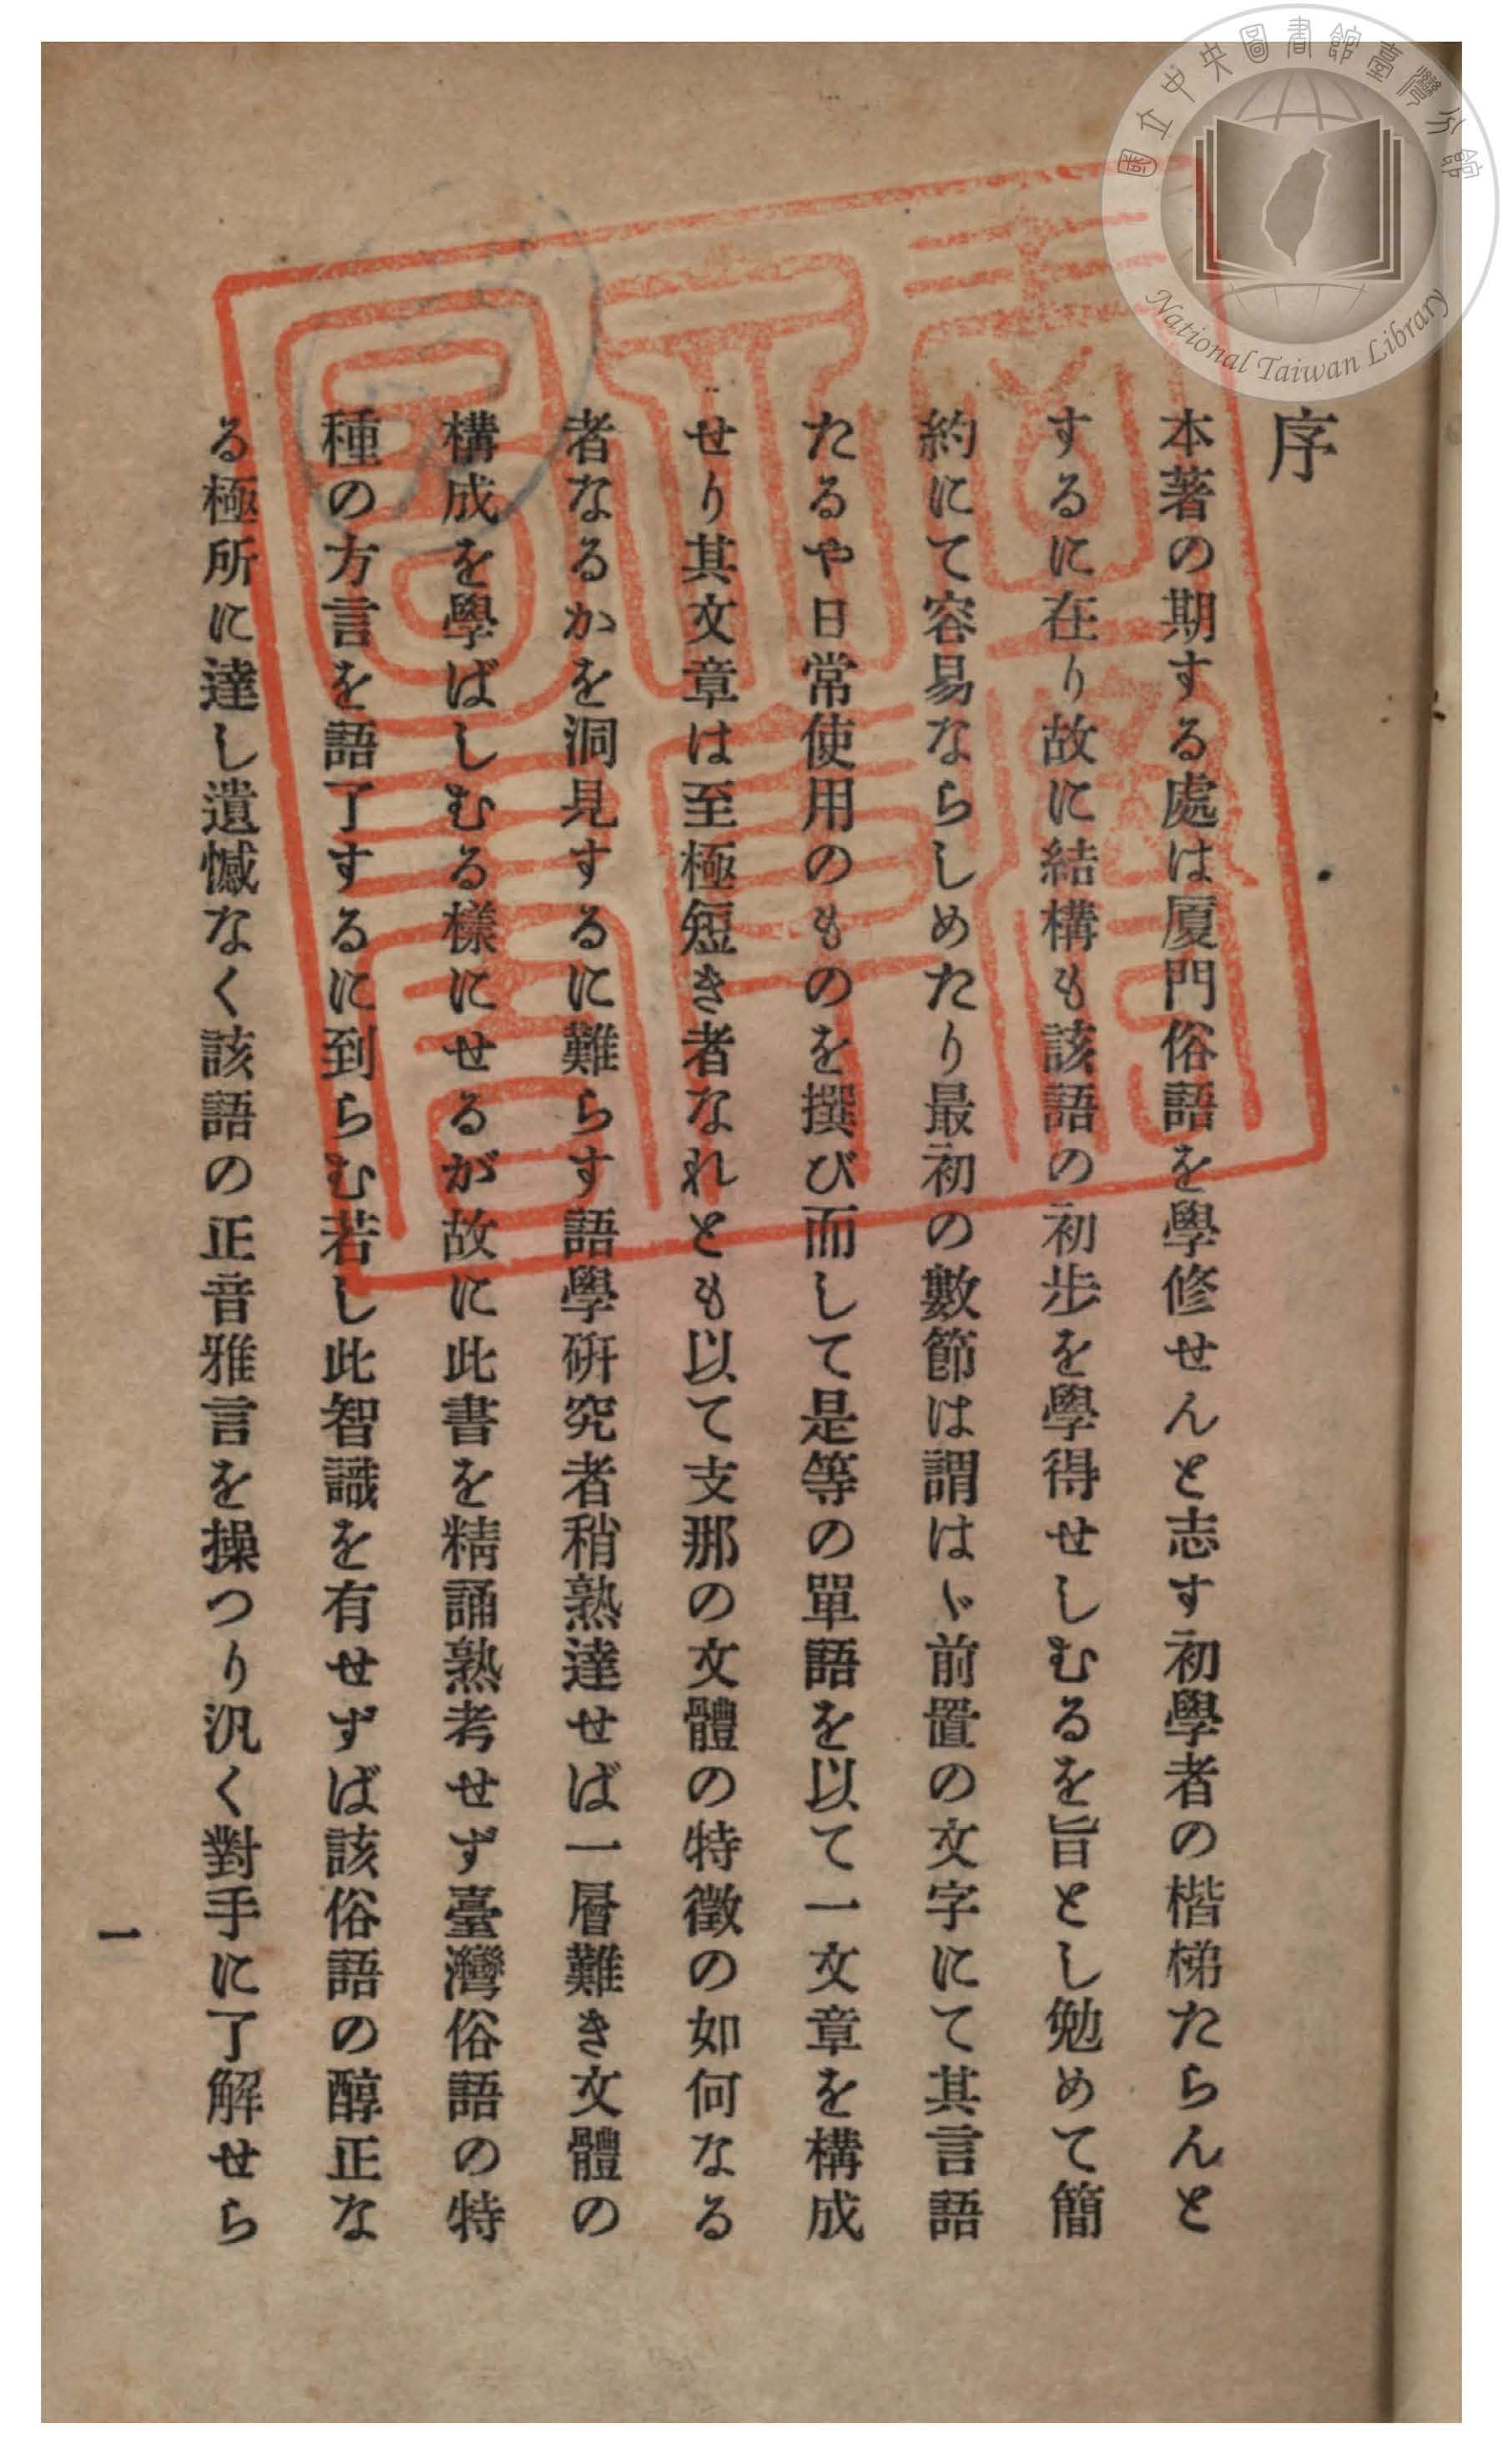 序
本著の期する處は厦門俗語を學修せんと志す初學者の楷梯たらんと
するに在り故に結構も該語の初步を學得せしむるを旨とし勉めて簡
約にて容易ならしめたり最初の數節は謂はゞ前置の文字にて其言語
たるや日常使用のものを撰び而して是等の單語を以て一文章を構成
せり其文章は至極短き者なれとも以て支那の文體の特徵の如何なる
者なるかを洞見するに難らす語學研究者稍熟達せば一層難き文體の
構成を學ばしむる樣にせるが故に此書を精誦熟考せず臺灣俗語の特
種の方言を語了するに到らむ若し此智識を有せずば該俗語の醇正な
る極所に達し遺憾なく該語の正音雅言を操つり汎く對手に了解せら
一
國立中央圖書館臺灣分館
National Taiwan Library